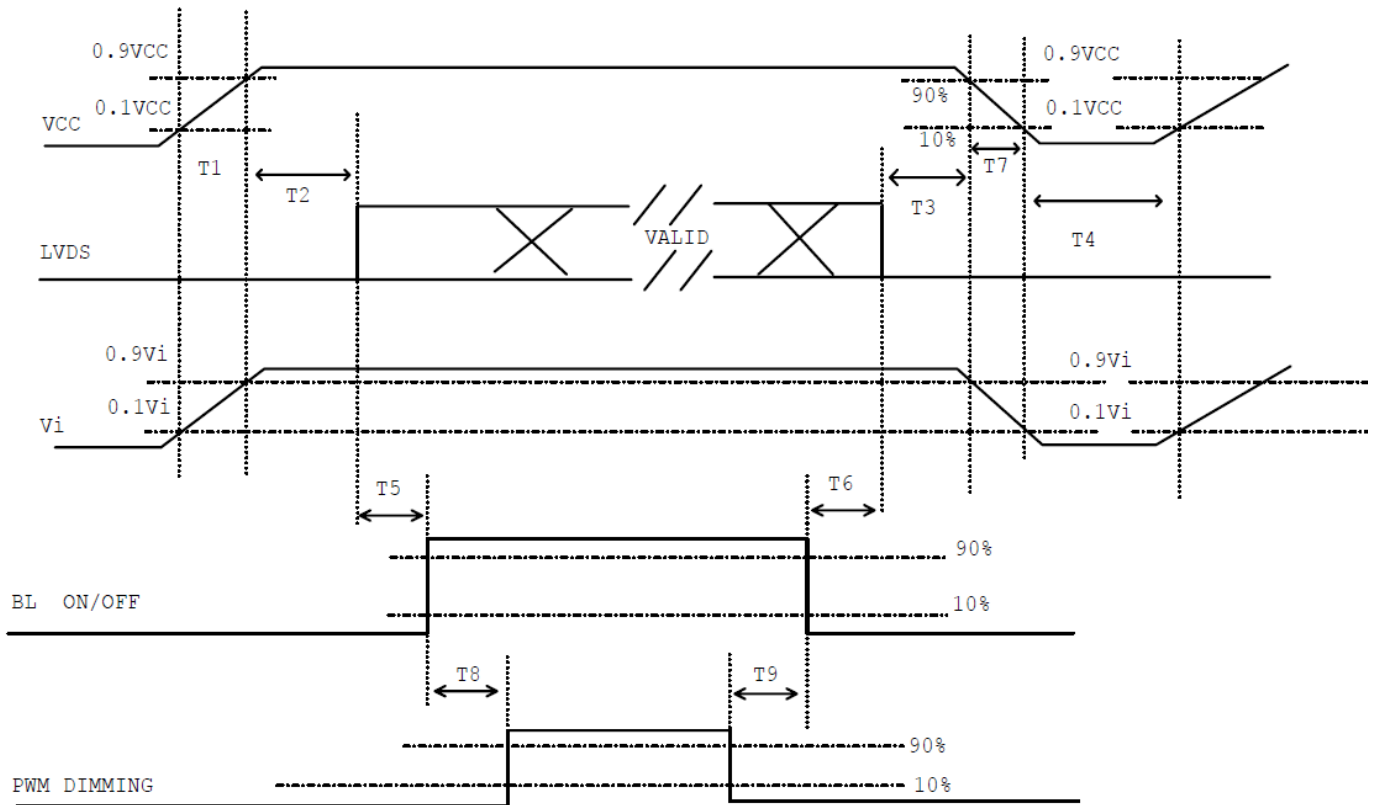 0.9VCC
0.9VCC
90%
0.1VCC
0.1VCC
VCC
10%
T1
T7
T2
T3
VALID
T4
LVDS
0.9Vi
0.9Vi
0.1Vi
0.1Vi
Vi
T5
T6
90%
BL ON/OFF
10%
T8
T9
90%
PWM DIMMING
10%